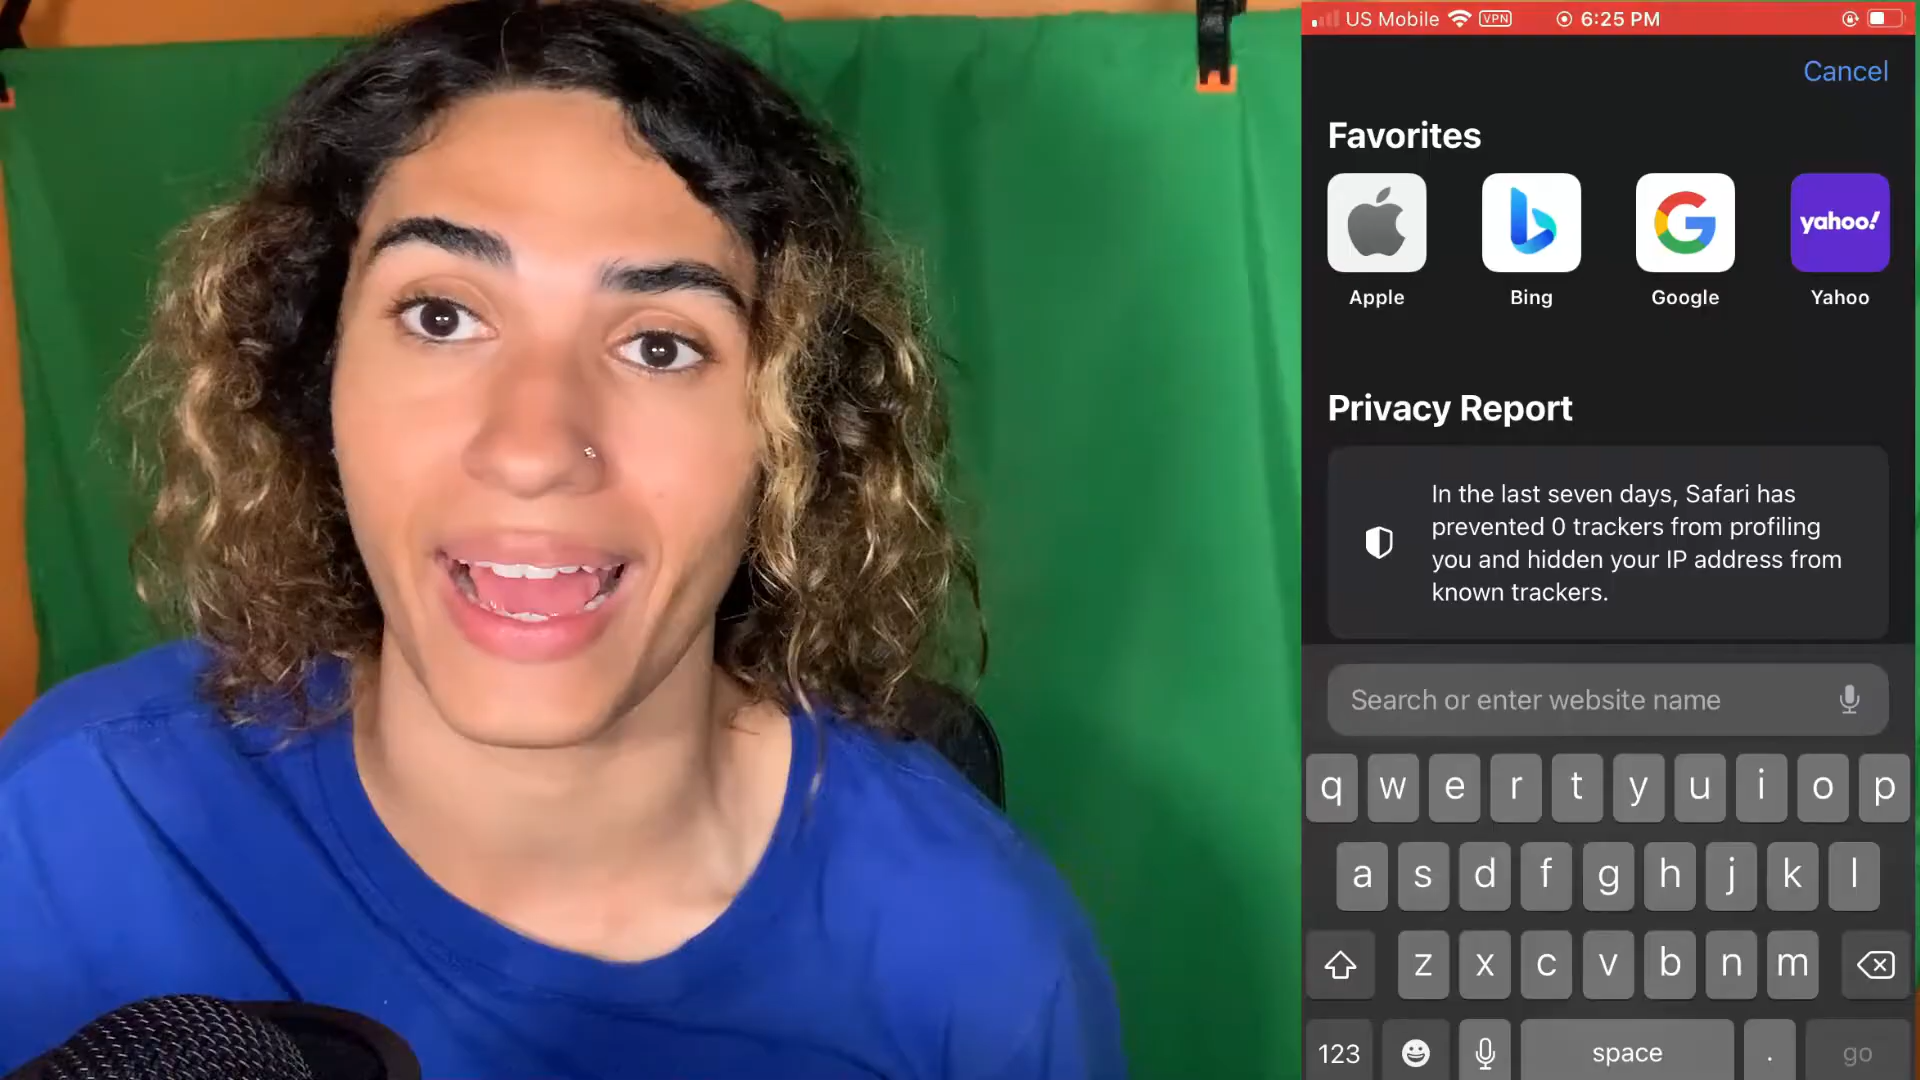 US Mobile VPN 6:25 PM
Cancel
Favorites
yahoo!
Apple Bing Google Yahoo
Privacy Report
In the last seven days, Safari has
prevented 0 trackers from profiling
you and hidden your IP address from
known trackers.
Search or enter website name
q w e r t y u i o p
a s d f g h j k l
z x c v b n m
123 space . go